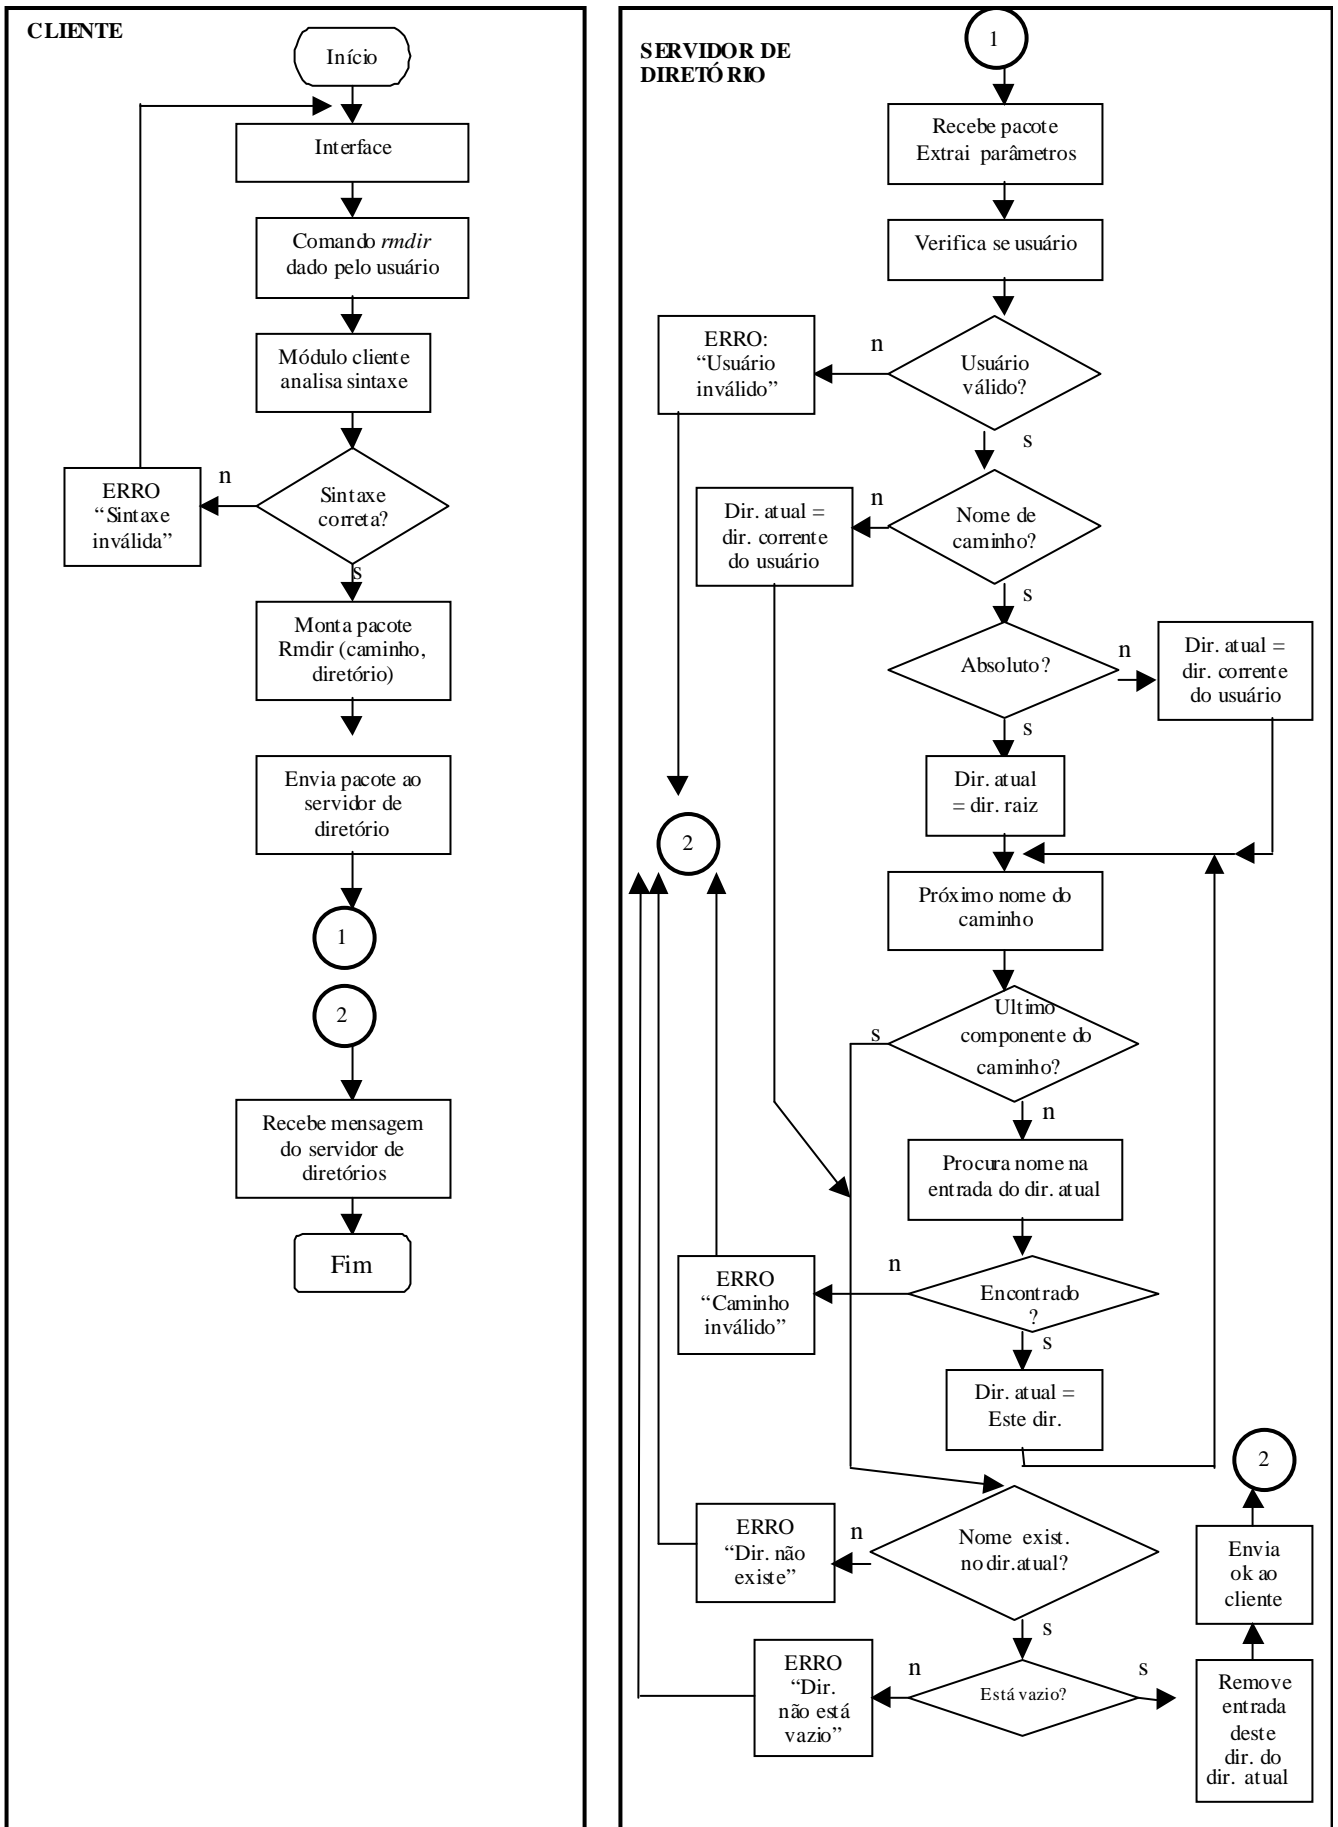 CLIENTE
Início
Interface
Comando rmdir
dado pelo usuário
Módulo cliente
analisa sintaxe
Sintaxe
correta?
n
ERRO
“Sintaxe
inválida”
s
Monta pacote
Rmdir (caminho,
diretório)
Envia pacote ao
servidor de
diretório
1
2
Recebe mensagem
do servidor de
diretórios
Fim
SERVIDOR DE
DIRETÓRIO
1
Recebe pacote
Extrai parâmetros
Verifica se usuário
Usuário
válido?
n
ERRO:
“Usuário
inválido”
s
Nome de
caminho?
n
Dir. atual =
dir. corrente
do usuário
s
Absoluto?
n
Dir. atual =
dir. corrente
do usuário
s
Dir. atual
= dir. raiz
2
Próximo nome do
caminho
Ultimo
componente do
caminho?
s
n
Procura nome na
entrada do dir. atual
Encontrado
?
n
ERRO
“Caminho
inválido”
s
Dir. atual =
Este dir.
2
Nome exist.
no dir.atual?
n
ERRO
“Dir. não
existe”
Envia
ok ao
cliente
s
Está vazio?
n
ERRO
“Dir.
não está
vazio”
s
Remove
entrada
deste
dir. do
dir. atual